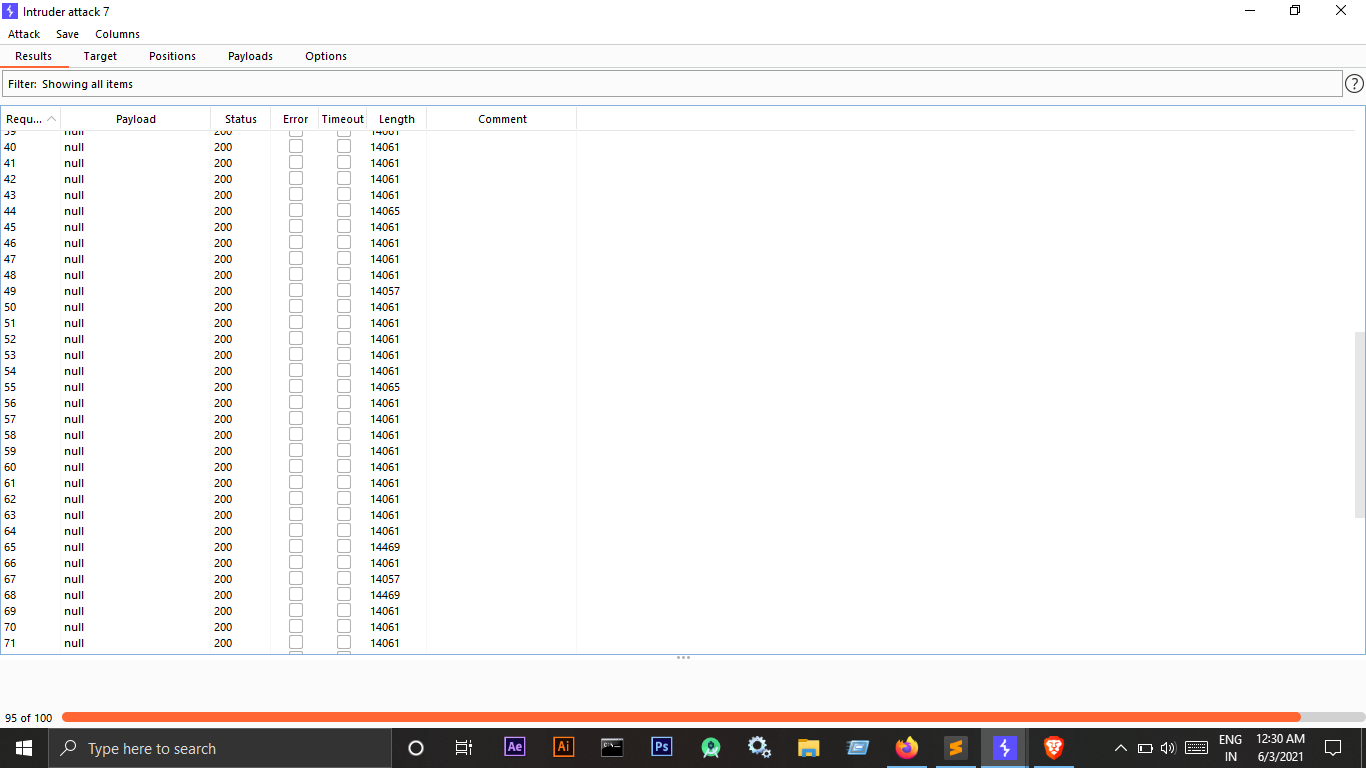 Intruder attack 7
Attack Save Columns
Results Target Positions Payloads Options
Filter: Showing all items
?
Requ... Payload Status Error Timeout Length Comment
39 null 200 14061
40 null 200 14061
41 null 200 14061
42 null 200 14061
43 null 200 14061
44 null 200 14065
45 null 200 14061
46 null 200 14061
47 null 200 14061
48 null 200 14061
49 null 200 14057
50 null 200 14061
51 null 200 14061
52 null 200 14061
53 null 200 14061
54 null 200 14061
55 null 200 14065
56 null 200 14061
57 null 200 14061
58 null 200 14061
59 null 200 14061
60 null 200 14061
61 null 200 14061
62 null 200 14061
63 null 200 14061
64 null 200 14061
65 null 200 14469
66 null 200 14061
67 null 200 14057
68 null 200 14469
69 null 200 14061
70 null 200 14061
71 null 200 14061
95 of 100
Type here to search
Ae Ai Ps
ENG
IN
12:30 AM
6/3/2021